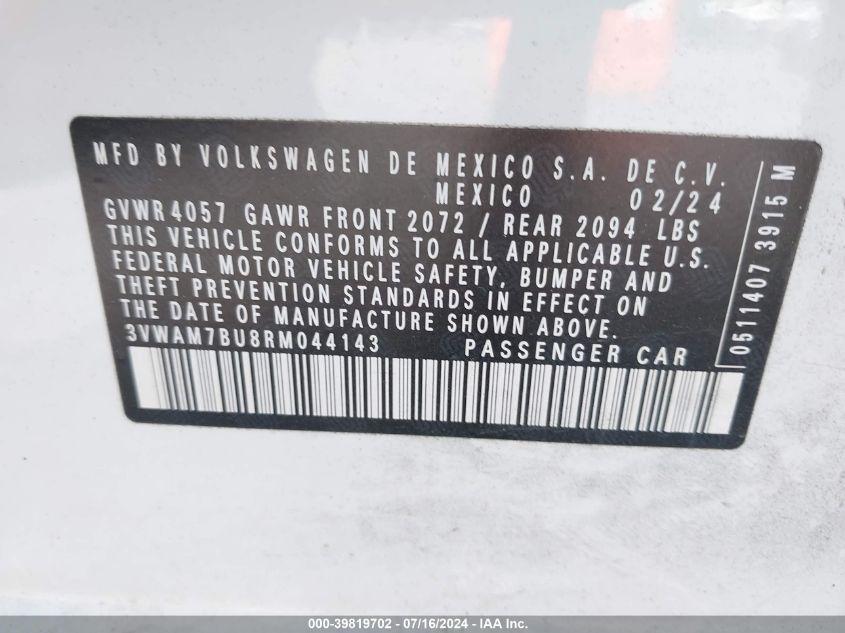 MFD BY VOLKSWAGEN DE MEXICO S.A. DE C.V.
MEXICO 02/24
GVWR 4057 GAWR FRONT 2072 / REAR 2094 LBS
THIS VEHICLE CONFORMS TO ALL APPLICABLE U.S.
FEDERAL MOTOR VEHICLE SAFETY, BUMPER AND
THEFT PREVENTION STANDARDS IN EFFECT ON
THE DATE OF MANUFACTURE SHOWN ABOVE.
3VWAM7BU8RM044143 PASSENGER CAR
0511407 3915 M
000-39819702 - 07/16/2024 - IAA Inc.